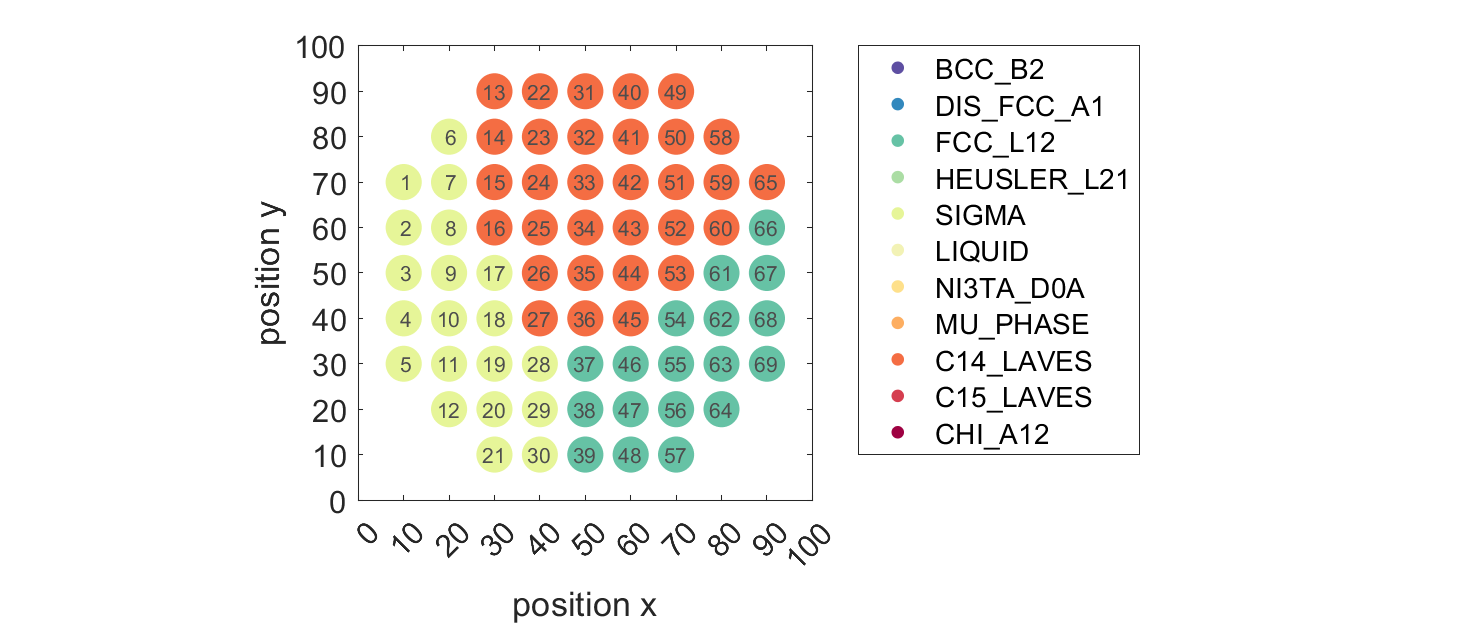 100
90 13 22 31 40 49
80 6 14 23 32 41 50 58
70 1 7 15 24 33 42 51 59 65
60 2 8 16 25 34 43 52 60 66
50 3 9 17 26 35 44 53 61 67
40 4 10 18 27 36 45 54 62 68
30 5 11 19 28 37 46 55 63 69
20 12 20 29 38 47 56 64
10 21 30 39 48 57
0
0 10 20 30 40 50 60 70 80 90 100
position x
position y
BCC_B2
DIS_FCC_A1
FCC_L12
HEUSLER_L21
SIGMA
LIQUID
NI3TA_D0A
MU_PHASE
C14_LAVES
C15_LAVES
CHI_A12